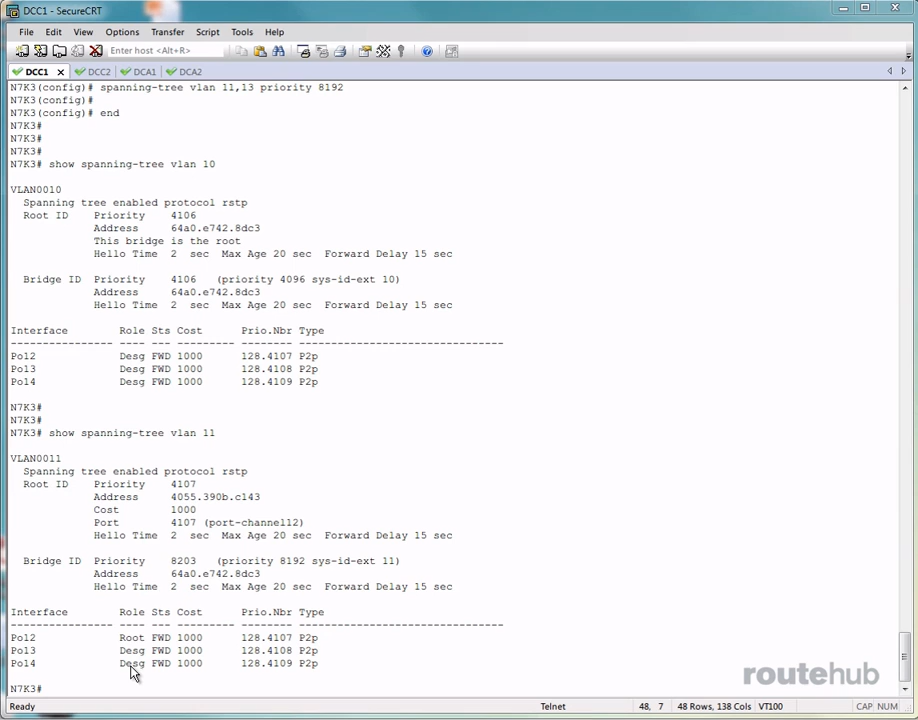 DCC1 - SecureCRT
File Edit View Options Transfer Script Tools Help
Enter host <Alt+R>
DCC1 x DCC2 DCA1 DCA2
N7K3(config)# spanning-tree vlan 11,13 priority 8192
N7K3(config)#
N7K3(config)# end
N7K3#
N7K3#
N7K3#
N7K3# show spanning-tree vlan 10
VLAN0010
Spanning tree enabled protocol rstp
Root ID Priority 4106
Address 64a0.e742.8dc3
This bridge is the root
Hello Time 2 sec Max Age 20 sec Forward Delay 15 sec
Bridge ID Priority 4106 (priority 4096 sys-id-ext 10)
Address 64a0.e742.8dc3
Hello Time 2 sec Max Age 20 sec Forward Delay 15 sec
Interface Role Sts Cost Prio.Nbr Type
---------------- ---- --- --------- -------- --------------------------------
Po12 Desg FWD 1000 128.4107 P2p
Po13 Desg FWD 1000 128.4108 P2p
Po14 Desg FWD 1000 128.4109 P2p
N7K3#
N7K3#
N7K3# show spanning-tree vlan 11
VLAN0011
Spanning tree enabled protocol rstp
Root ID Priority 4107
Address 4055.390b.c143
Cost 1000
Port 4107 (port-channel12)
Hello Time 2 sec Max Age 20 sec Forward Delay 15 sec
Bridge ID Priority 8203 (priority 8192 sys-id-ext 11)
Address 64a0.e742.8dc3
Hello Time 2 sec Max Age 20 sec Forward Delay 15 sec
Interface Role Sts Cost Prio.Nbr Type
---------------- ---- --- --------- -------- --------------------------------
Po12 Root FWD 1000 128.4107 P2p
Po13 Desg FWD 1000 128.4108 P2p
Po14 Desg FWD 1000 128.4109 P2p
N7K3#
routehub
Ready Telnet 48, 7 48 Rows, 138 Cols VT100 CAP NUM